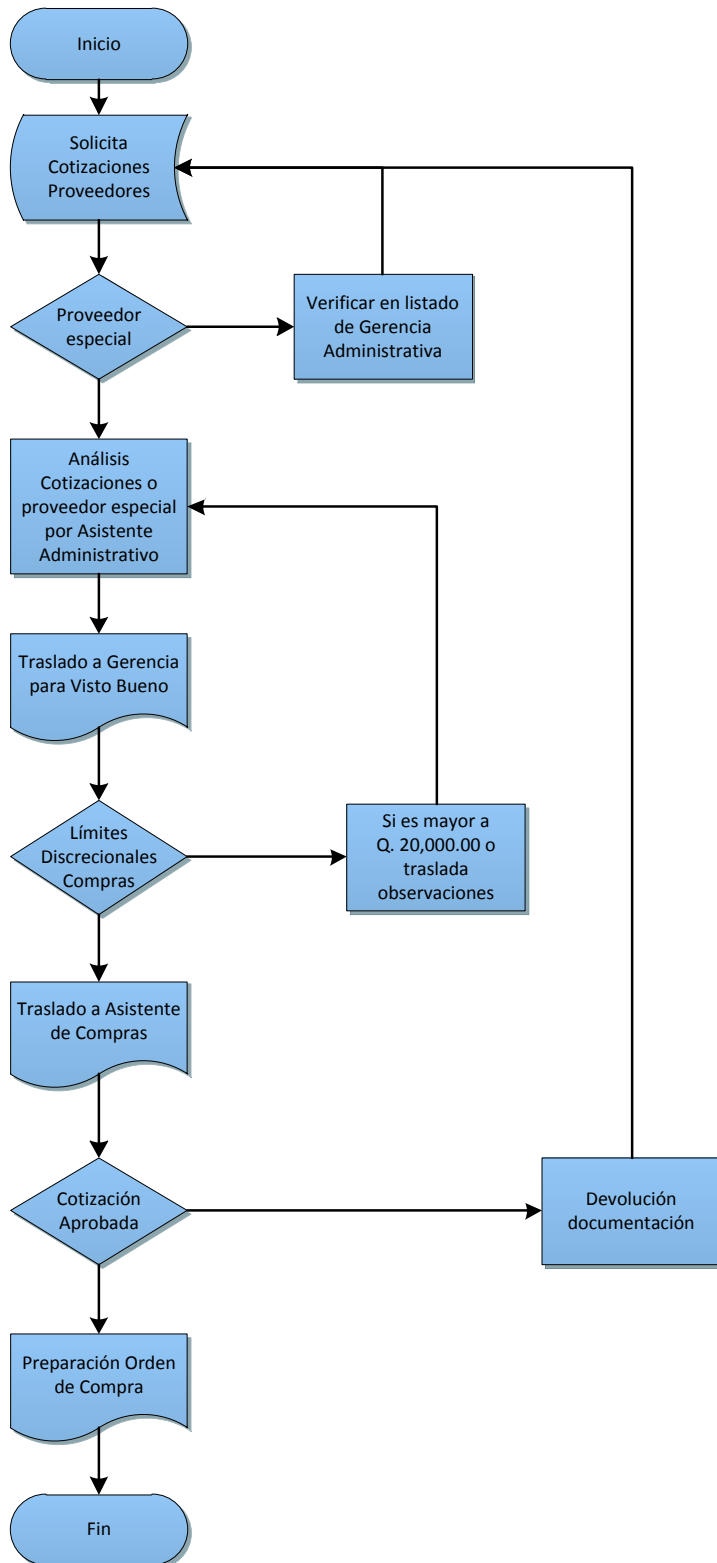 Inicio
Solicita
Cotizaciones
Proveedores
Proveedor
especial
Verificar en listado
de Gerencia
Administrativa
Análisis
Cotizaciones o
proveedor especial
por Asistente
Administrativo
Traslado a Gerencia
para Visto Bueno
Límites
Discrecionales
Compras
Si es mayor a
Q. 20,000.00 o
traslada
observaciones
Traslado a Asistente
de Compras
Cotización
Aprobada
Devolución
documentación
Preparación Orden
de Compra
Fin